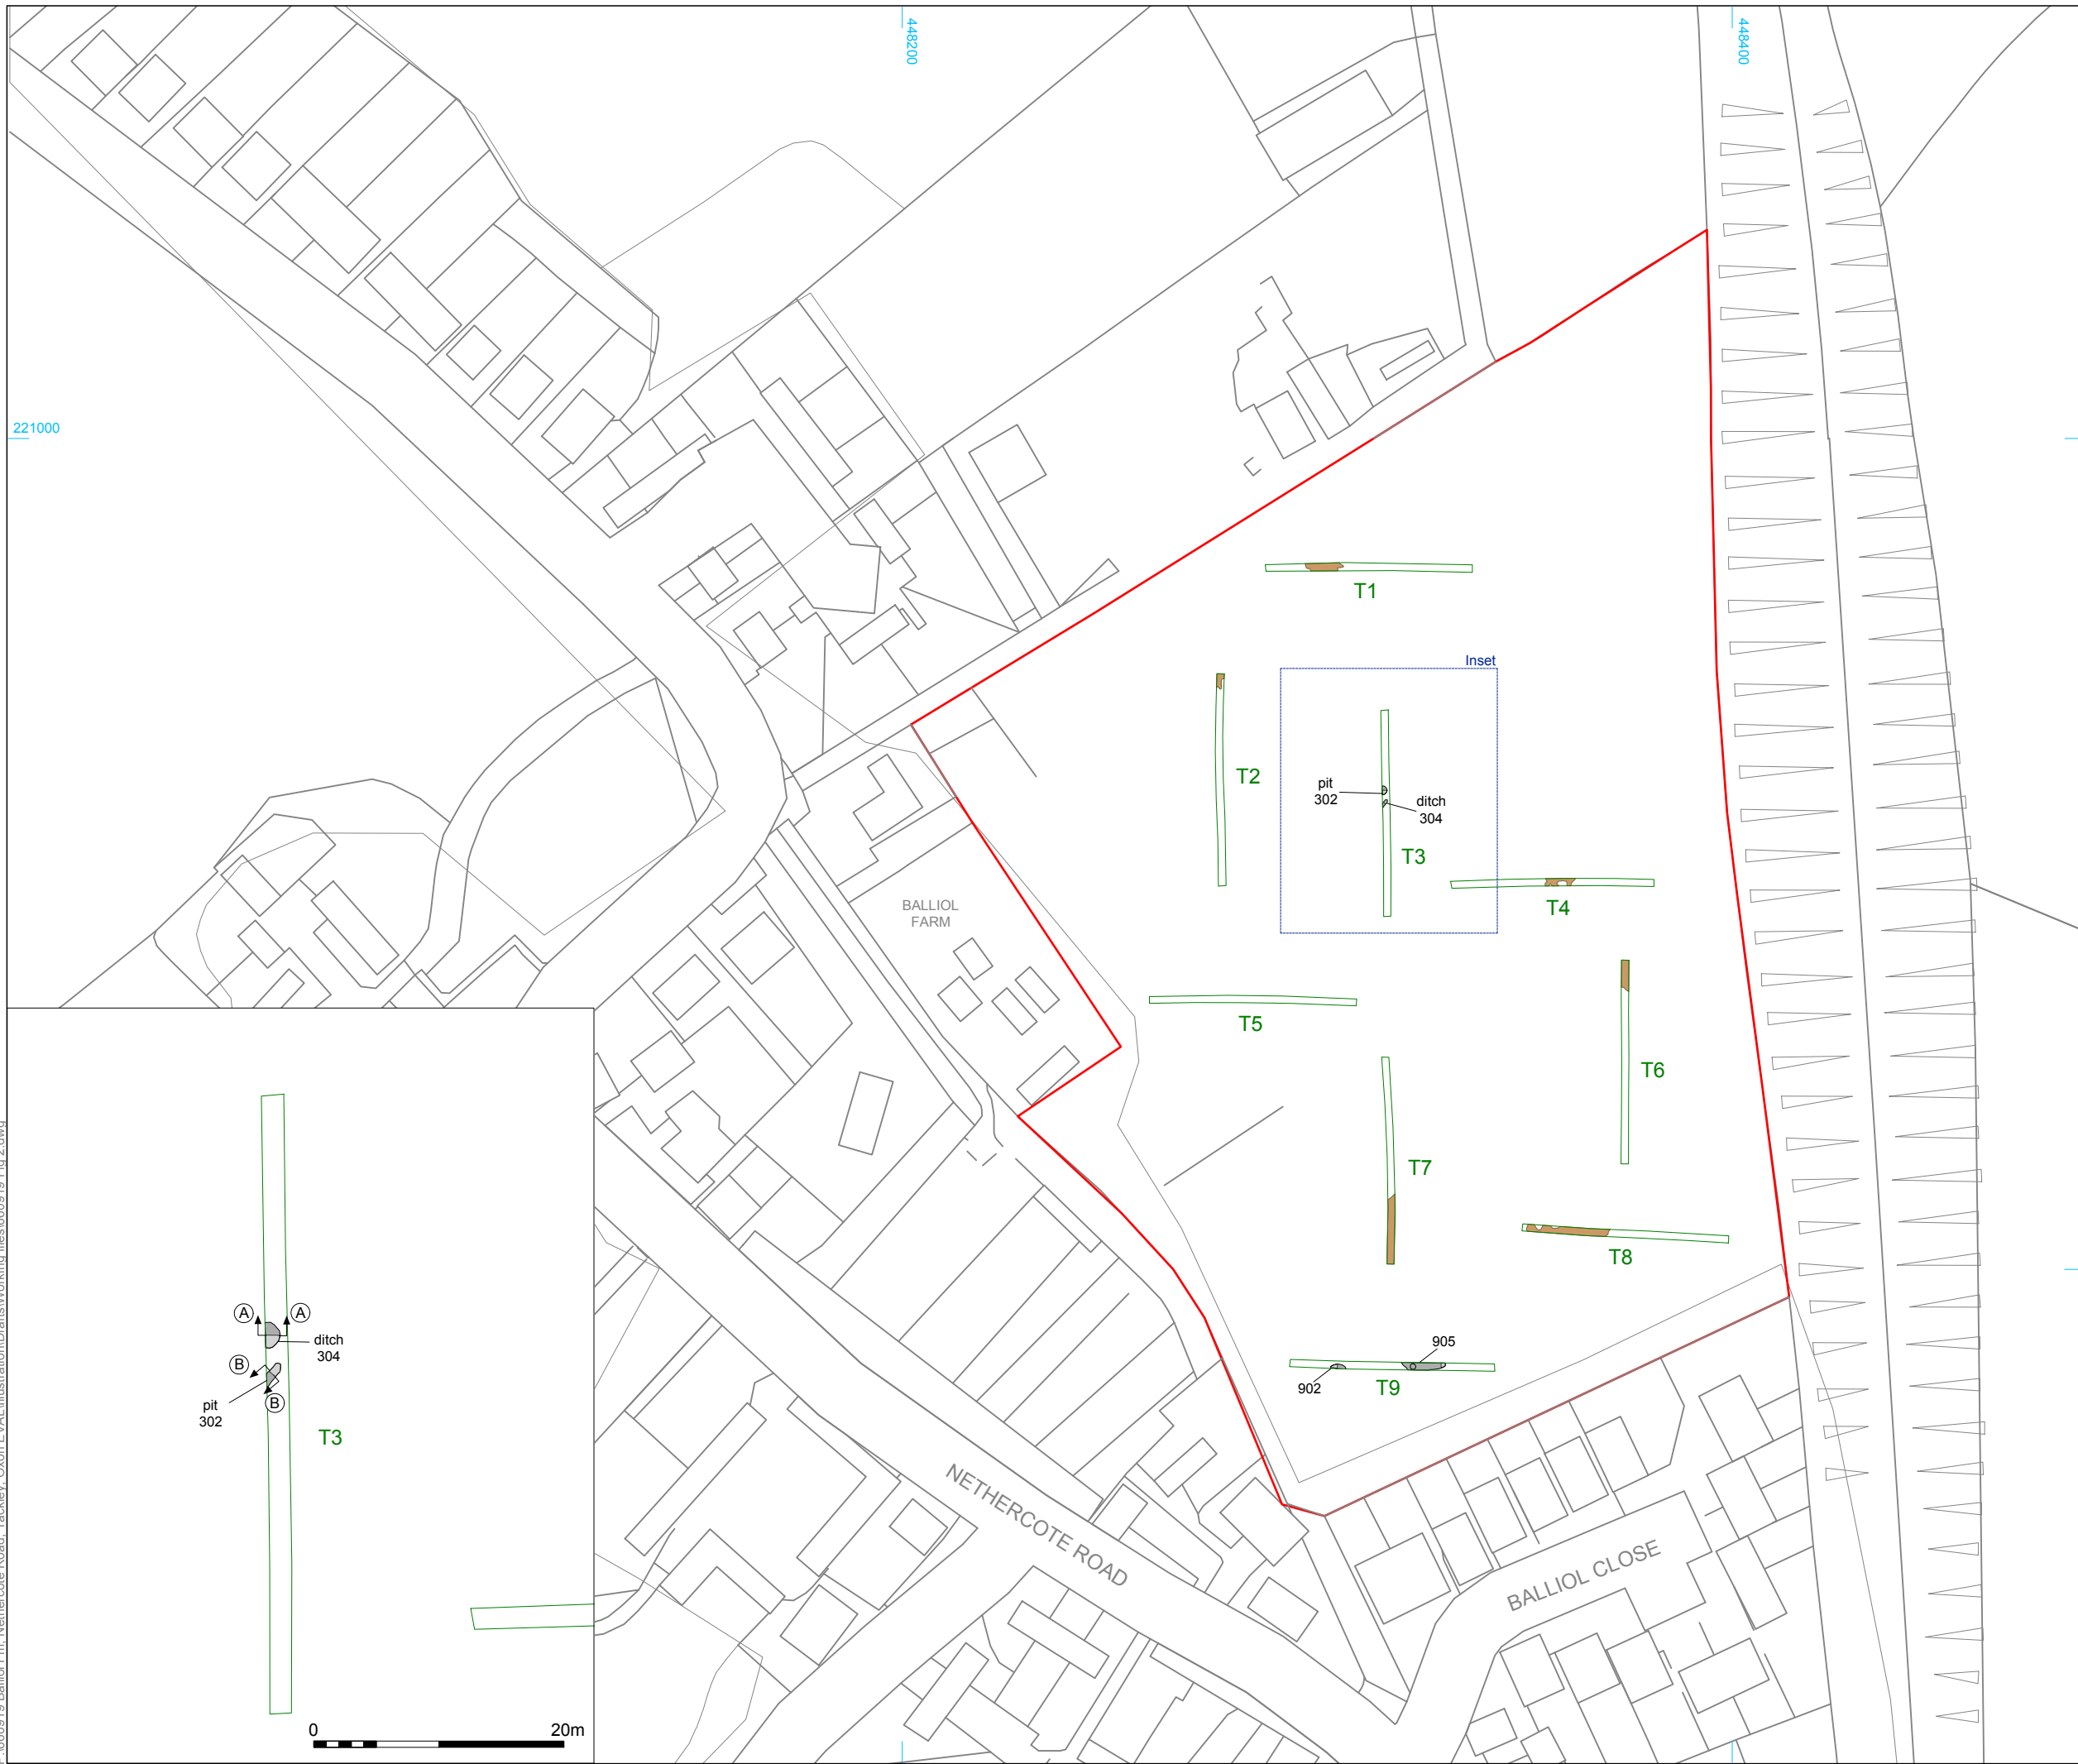 448200
448400
221000
T1
Inset
T2
pit
302
ditch
304
T3
T4
BALLIOL
FARM
T5
T6
T7
T8
905
902
T9
A
A
ditch
304
B
pit
302
B
T3
NETHERCOTE ROAD
BALLIOL CLOSE
0
20m